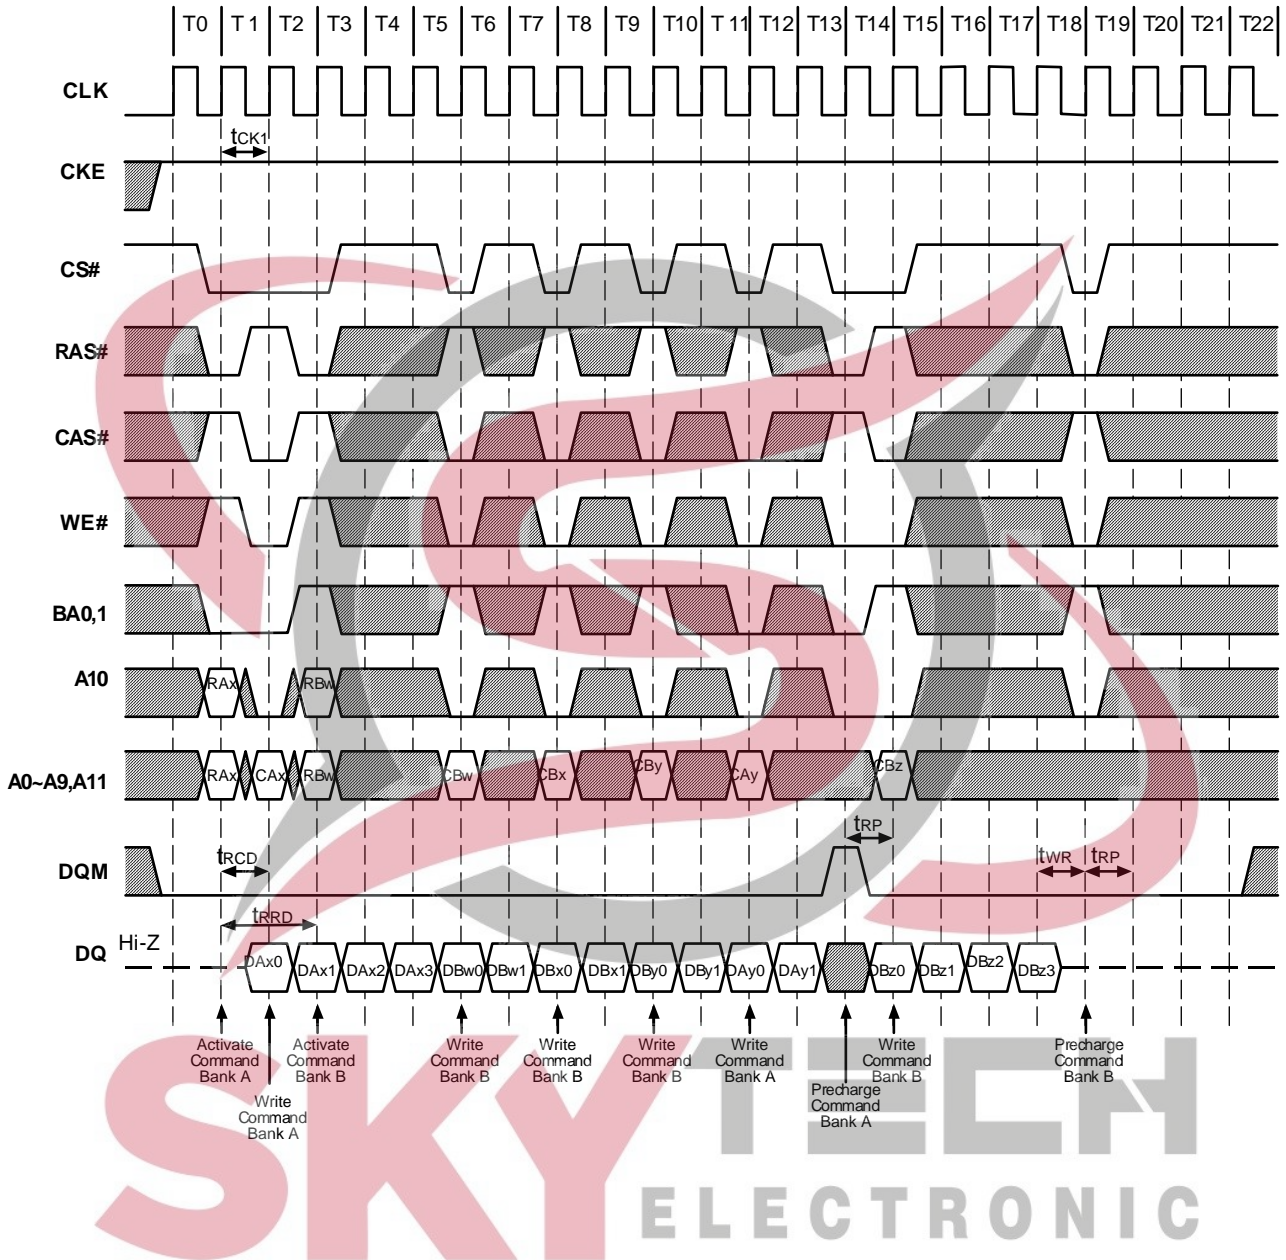 T0 T1 T2 T3 T4 T5 T6 T7 T8 T9 T10 T11 T12 T13 T14 T15 T16 T17 T18 T19 T20 T21 T22
CLK
tCK1
CKE
CS#
RAS#
CAS#
WE#
BA0,1
A10 RAx RBw
A0~A9,A11 RAx CAx RBw CBw CBx CBy CAy CBz
tRP
DQM tRCD tWR tRP
tRRD
DQ Hi-Z DAx0 DAx1 DAx2 DAx3 DBw0 DBw1 DBx0 DBx1 DBy0 DBy1 DAy0 DAy1 DBz0 DBz1 DBz2 DBz3
Activate Command Bank A
Write Command Bank A
Activate Command Bank B
Write Command Bank B
Write Command Bank B
Write Command Bank B
Write Command Bank A
Precharge Command Bank A
Write Command Bank B
Precharge Command Bank B
SKYTECH
ELECTRONIC